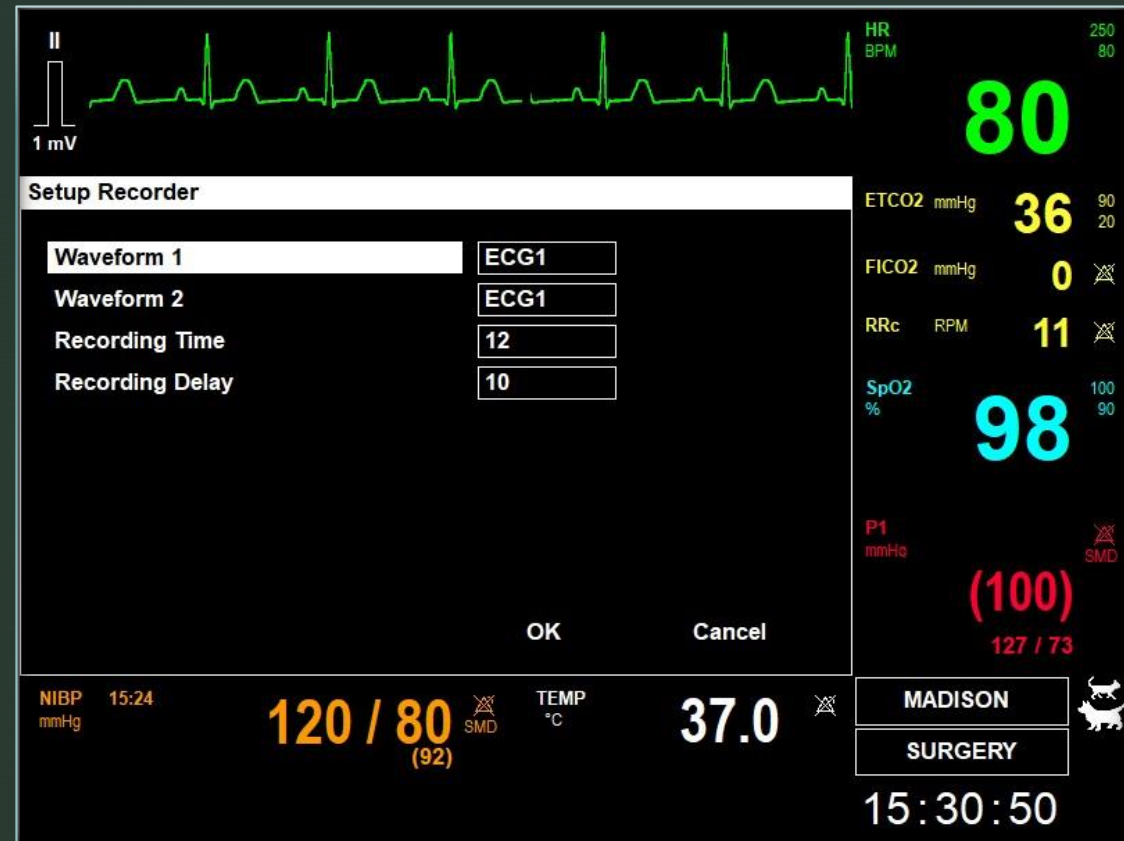 II
1 mV
HR 250
BPM 80
80
Setup Recorder
Waveform 1 ECG1
Waveform 2 ECG1
Recording Time 12
Recording Delay 10
OK Cancel
ETCO2 mmHg 36 90
20
FICO2 mmHg 0
RRc RPM 11
SpO2 100
% 90
98
P1
mmHg SMD
(100)
127 / 73
NIBP 15:24
mmHg
120 / 80 SMD
(92)
TEMP
°C
37.0
MADISON
SURGERY
15:30:50